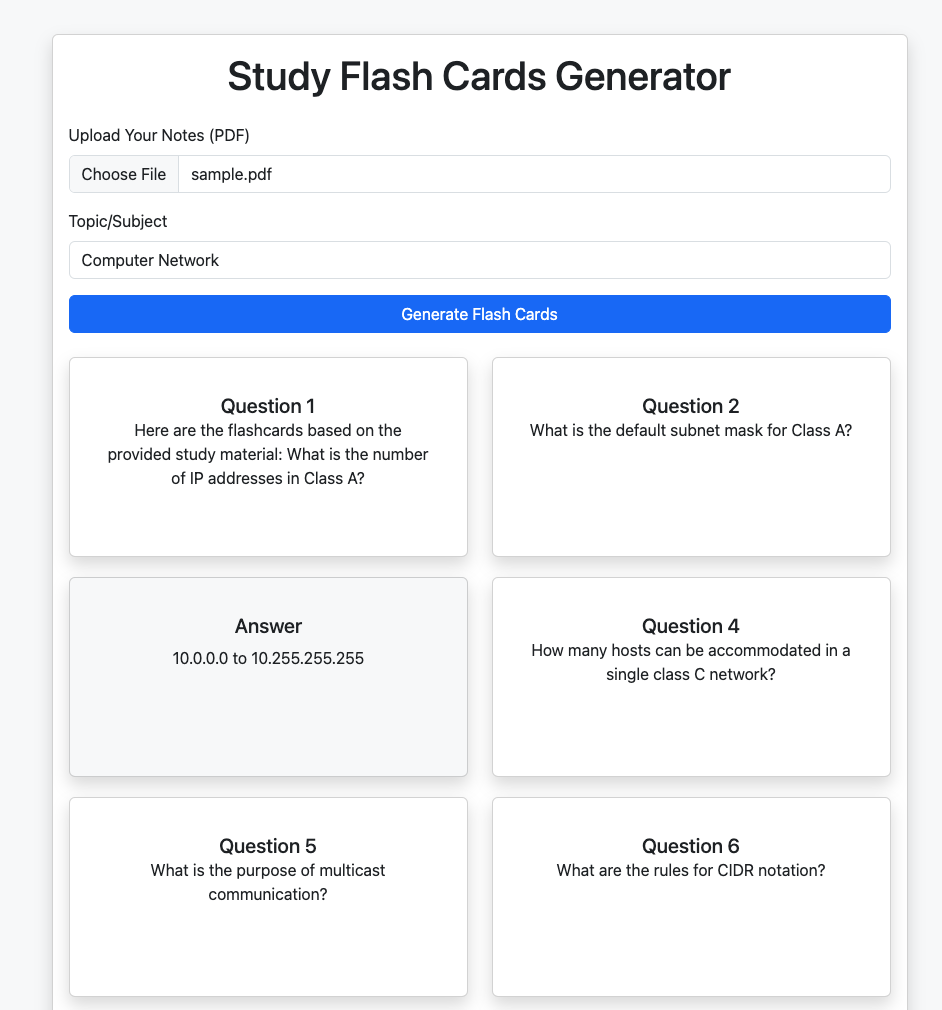 Study Flash Cards Generator
Upload Your Notes (PDF)
Choose File sample.pdf
Topic/Subject
Computer Network
Generate Flash Cards
Question 1
Here are the flashcards based on the
provided study material: What is the number
of IP addresses in Class A?
Question 2
What is the default subnet mask for Class A?
Answer
10.0.0.0 to 10.255.255.255
Question 4
How many hosts can be accommodated in a
single class C network?
Question 5
What is the purpose of multicast
communication?
Question 6
What are the rules for CIDR notation?